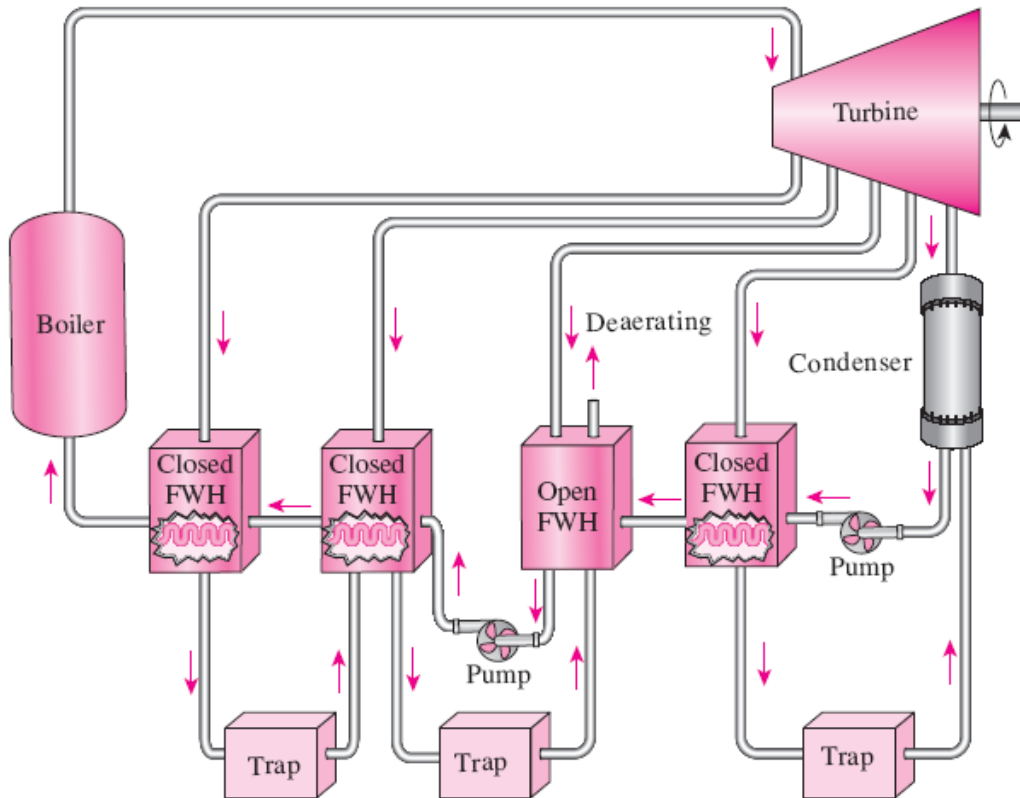 Turbine
Boiler
Deaerating
Condenser
Closed
FWH
Closed
FWH
Open
FWH
Closed
FWH
Pump
Pump
Trap
Trap
Trap